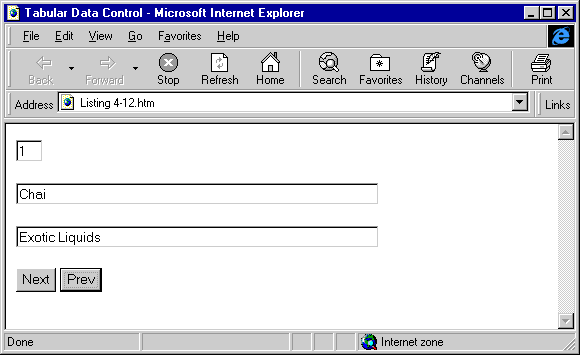 Tabular Data Control - Microsoft Internet Explorer
File Edit View Go Favorites Help
Back Forward Stop Refresh Home Search Favorites History Channels Print
Address Listing 4-12.htm Links
1
Chai
Exotic Liquids
Next Prev
Done Internet zone